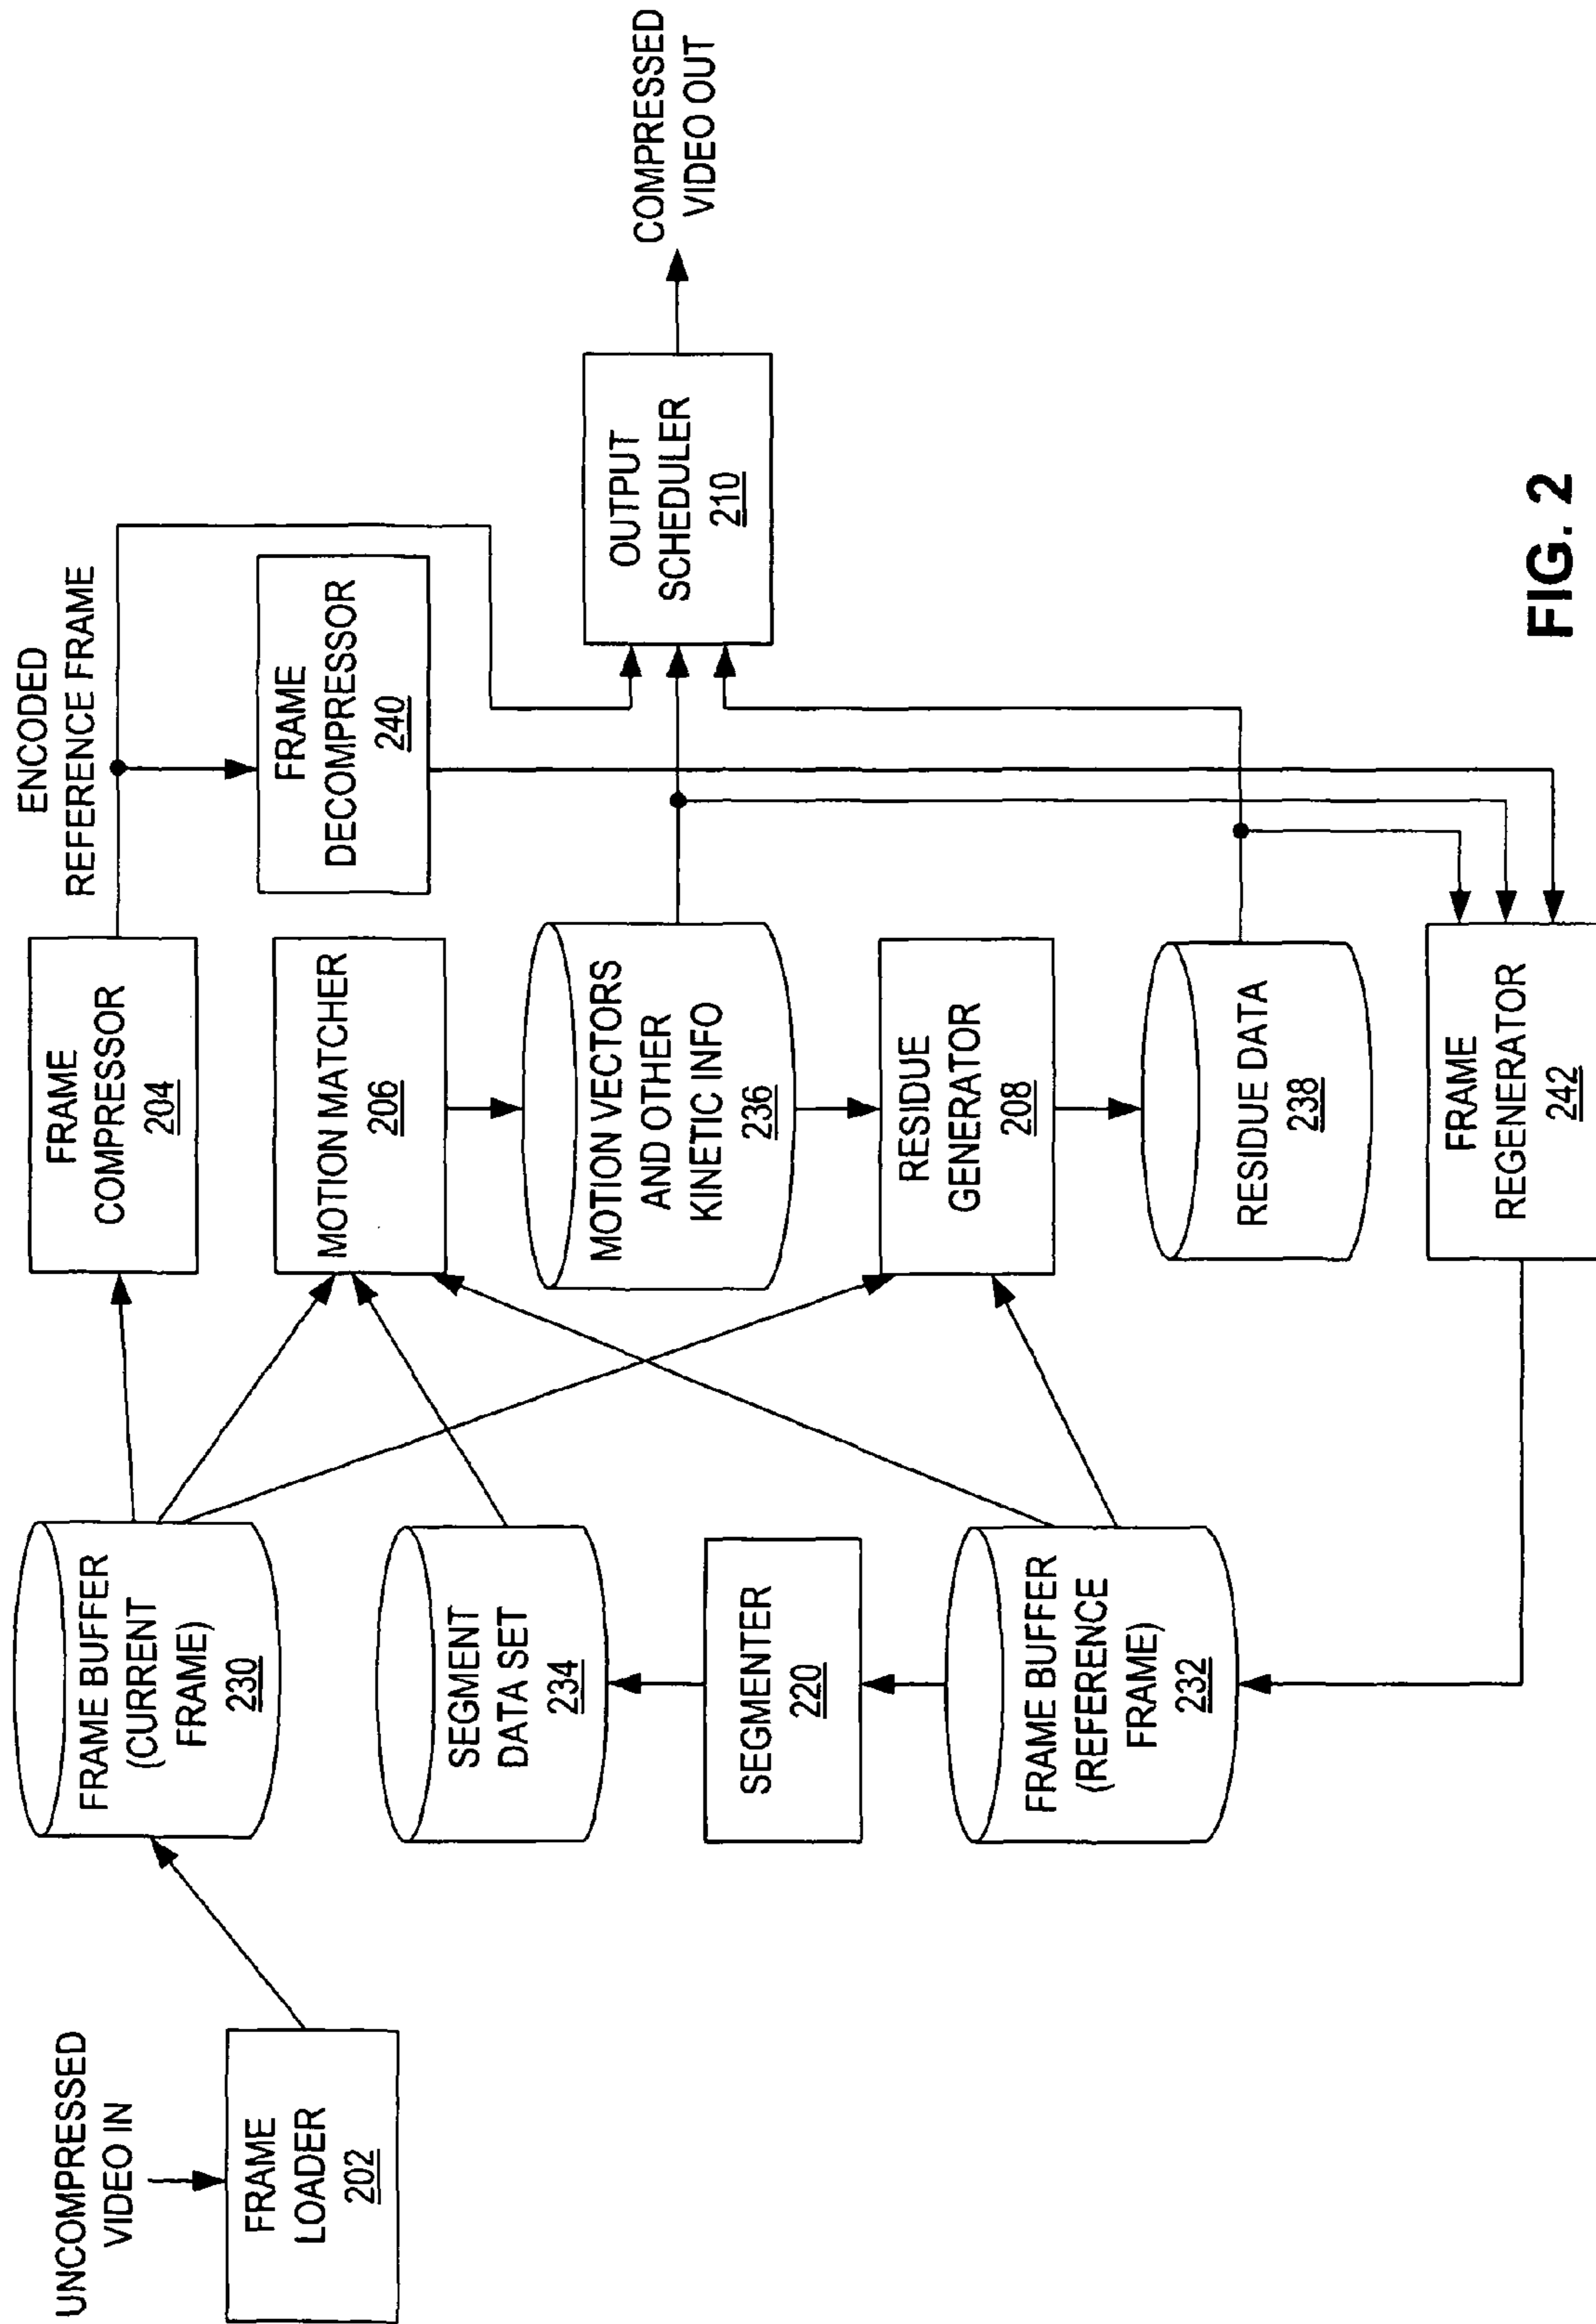 UNCOMPRESSED
VIDEO IN
FRAME
LOADER
202
FRAME BUFFER
(CURRENT
FRAME)
230
SEGMENT
DATA SET
234
SEGMENTER
220
FRAME BUFFER
(REFERENCE
FRAME)
232
FRAME
COMPRESSOR
204
MOTION MATCHER
206
MOTION VECTORS
AND OTHER
KINETIC INFO
236
RESIDUE
GENERATOR
208
RESIDUE DATA
238
FRAME
REGENERATOR
242
ENCODED
REFERENCE FRAME
FRAME
DECOMPRESSOR
240
OUTPUT
SCHEDULER
210
COMPRESSED
VIDEO OUT
FIG. 2